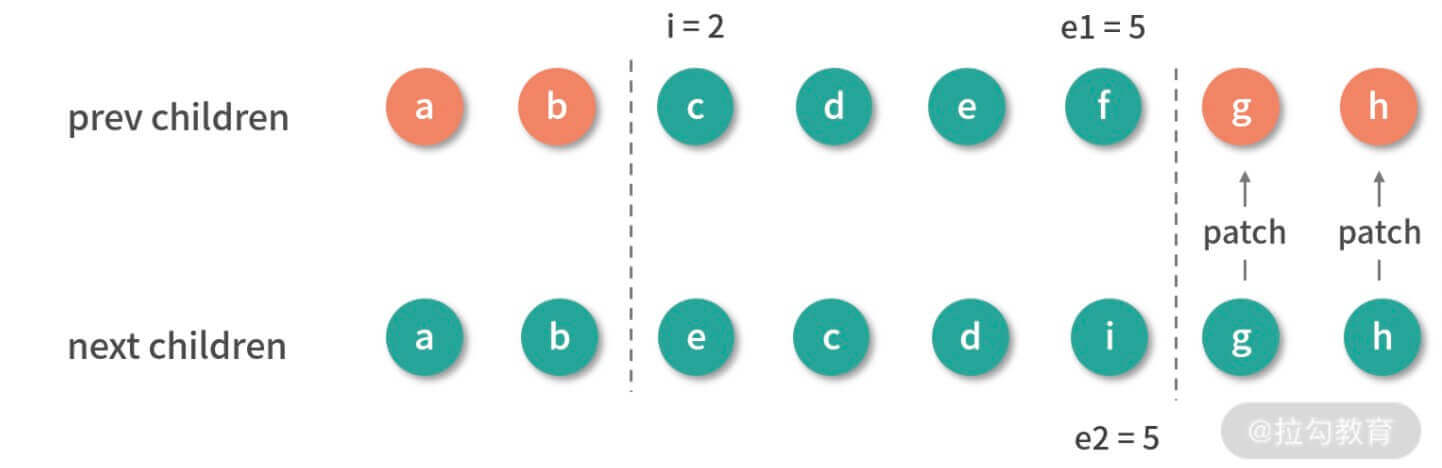 i = 2 e1 = 5
prev children a b c d e f g h
patch patch
next children a b e c d i g h
e2 = 5
@拉勾教育